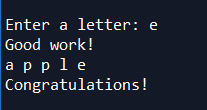 Enter a letter: e
Good work!
a p p l e
Congratulations!